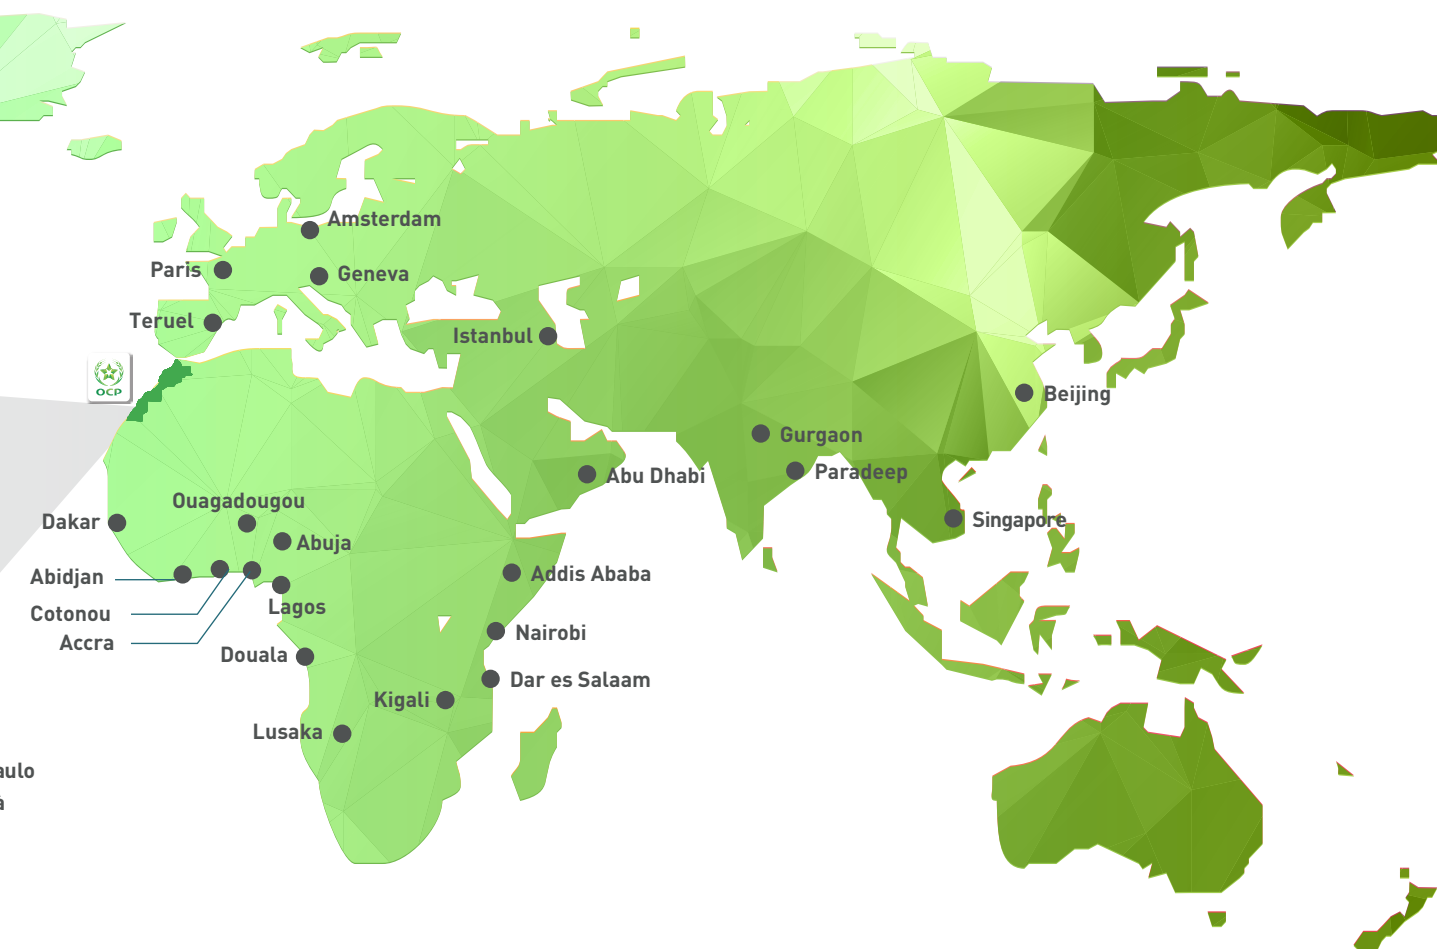 Amsterdam
Paris
Geneva
Teruel
Istanbul
OCP
Beijing
Gurgaon
Paradeep
Abu Dhabi
Ouagadougou
Dakar
Singapore
Abuja
Abidjan
Addis Ababa
Lagos
Cotonou
Nairobi
Accra
Douala
Dar es Salaam
Kigali
Lusaka
aulo
à